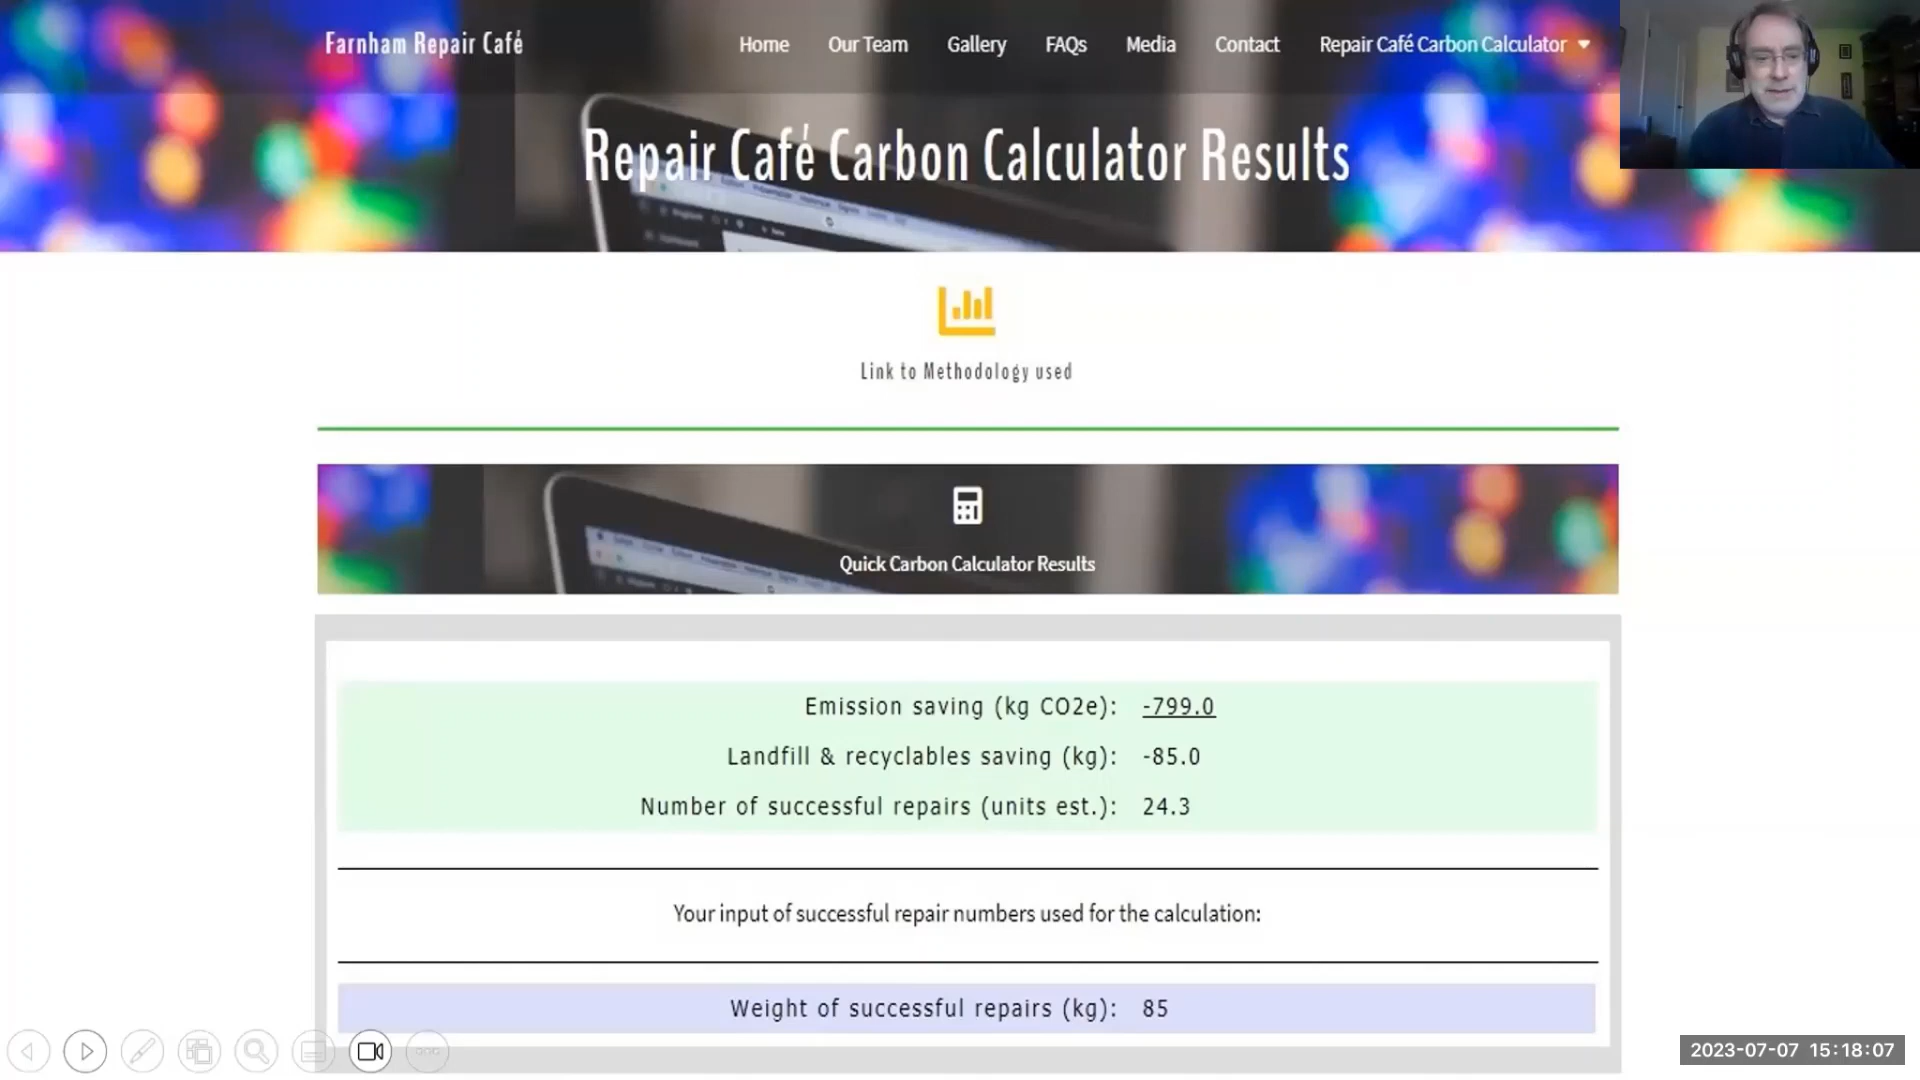 Farnham Repair Café
Home Our Team Gallery FAQs Media Contact Repair Café Carbon Calculator
Repair Café Carbon Calculator Results
Link to Methodology used
Quick Carbon Calculator Results
Emission saving (kg CO2e): -799.0
Landfill & recyclables saving (kg): -85.0
Number of successful repairs (units est.): 24.3
Your input of successful repair numbers used for the calculation:
Weight of successful repairs (kg): 85
2023-07-07 15:18:07